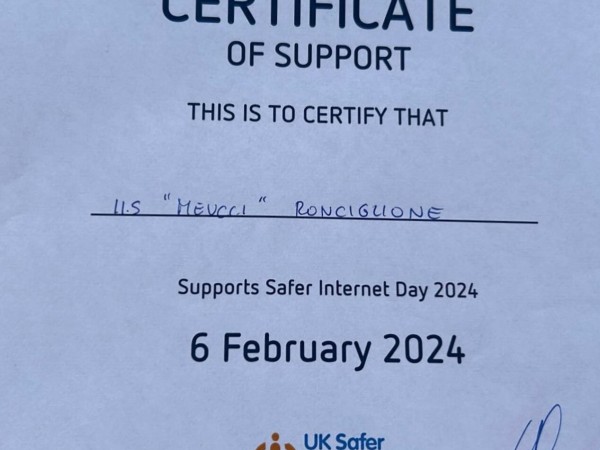 CERTIFICATE
OF SUPPORT
THIS IS TO CERTIFY THAT
I.I.S "MEUCCI" RONCIGLIONE
Supports Safer Internet Day 2024
6 February 2024
UK Safer